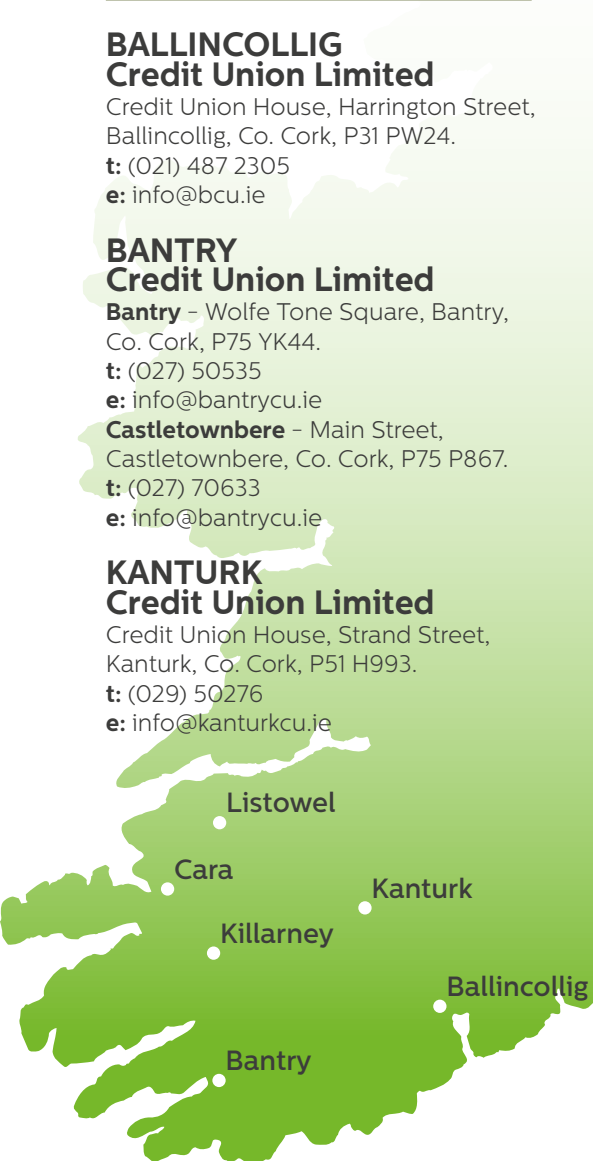 BALLINCOLLIG
Credit Union Limited
Credit Union House, Harrington Street,
Ballincollig, Co. Cork, P31 PW24.
t: (021) 487 2305
e: info@bcu.ie
BANTRY
Credit Union Limited
Bantry – Wolfe Tone Square, Bantry,
Co. Cork, P75 YK44.
t: (027) 50535
e: info@bantrycu.ie
Castletownbere – Main Street,
Castletownbere, Co. Cork, P75 P867.
t: (027) 70633
e: info@bantrycu.ie
KANTURK
Credit Union Limited
Credit Union House, Strand Street,
Kanturk, Co. Cork, P51 H993.
t: (029) 50276
e: info@kanturkcu.ie
Listowel
Cara
Kanturk
Killarney
Ballincollig
Bantry